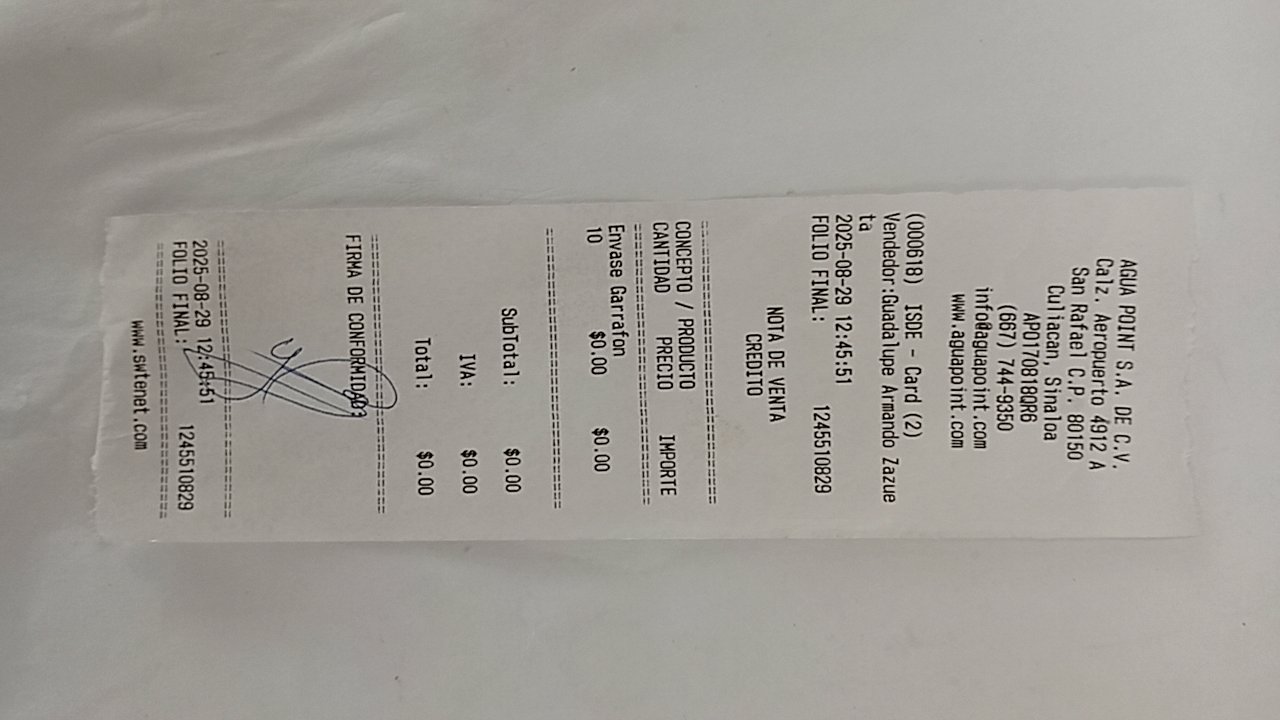 AGUA POINT S.A. DE C.V.
Calz. Aeropuerto 4912 A
San Rafael C.P. 80150
Culiacan, Sinaloa
APO170818QR6
(667) 744-9350
info@aguapoint.com
www.aguapoint.com
(000618) ISDE - Card (2)
Vendedor:Guadalupe Armando Zazue
ta
2025-08-29 12:45:51
FOLIO FINAL: 1245510829
NOTA DE VENTA
CREDITO
================================
CONCEPTO / PRODUCTO
CANTIDAD PRECIO IMPORTE
================================
Envase Garrafon
10 $0.00 $0.00
================================
SubTotal: $0.00
IVA: $0.00
Total: $0.00
================================
FIRMA DE CONFORMIDAD
================================
2025-08-29 12:45:51
FOLIO FINAL: 1245510829
================================
www.swtenet.com